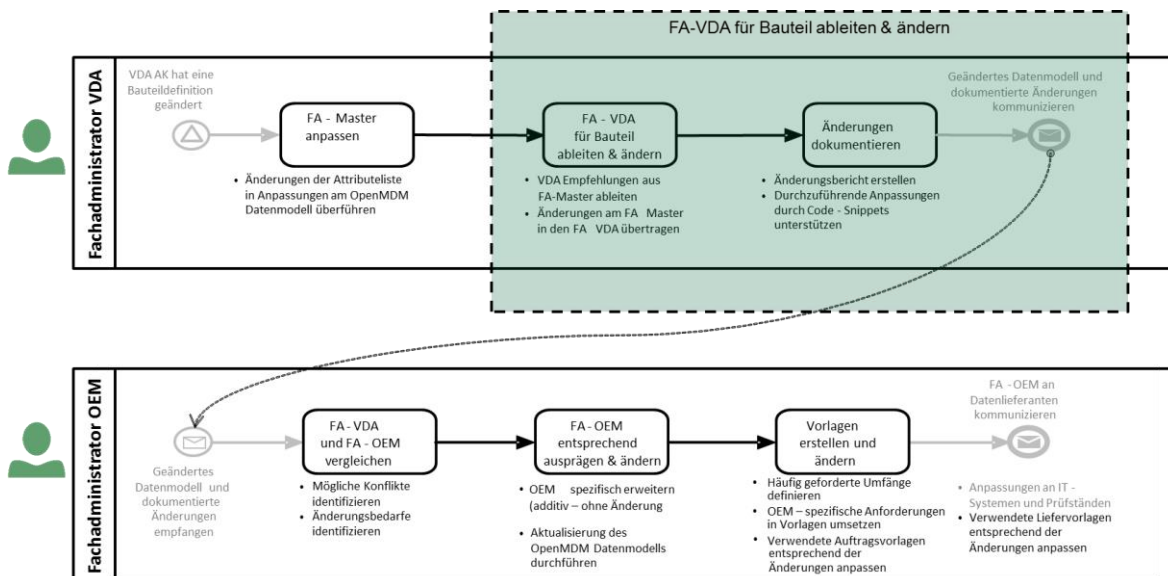 FA-VDA für Bauteil ableiten & ändern
Fachadministrator VDA
VDA AK hat eine
Bauteildefinition
geändert
FA - Master
anpassen
• Änderungen der Attributeliste
in Anpassungen am OpenMDM
Datenmodell überführen
FA - VDA
für Bauteil
ableiten & ändern
• VDA Empfehlungen aus
FA-Master ableiten
• Änderungen am FA Master
in den FA VDA übertragen
Änderungen
dokumentieren
• Änderungsbericht erstellen
• Durchzuführende Anpassungen
durch Code - Snippets
unterstützen
Geändertes Datenmodell und
dokumentierte Änderungen
kommunizieren
Fachadministrator OEM
Geändertes
Datenmodell und
dokumentierte
Änderungen
empfangen
FA - VDA
und FA - OEM
vergleichen
• Mögliche Konflikte
identifizieren
• Änderungsbedarfe
identifizieren
FA - OEM
entsprechend
ausprägen & ändern
• OEM spezifisch erweitern
(additiv – ohne Änderung
• Aktualisierung des
OpenMDM Datenmodells
durchführen
Vorlagen
erstellen und
ändern
• Häufig geforderte Umfänge
definieren
• OEM – spezifische Anforderungen
in Vorlagen umsetzen
• Verwendete Auftragsvorlagen
entsprechend der
Änderungen anpassen
FA - OEM an
Datenlieferanten
kommunizieren
• Anpassungen an IT -
Systemen und Prüfständen
• Verwendete Liefervorlagen
entsprechend der
Änderungen anpassen